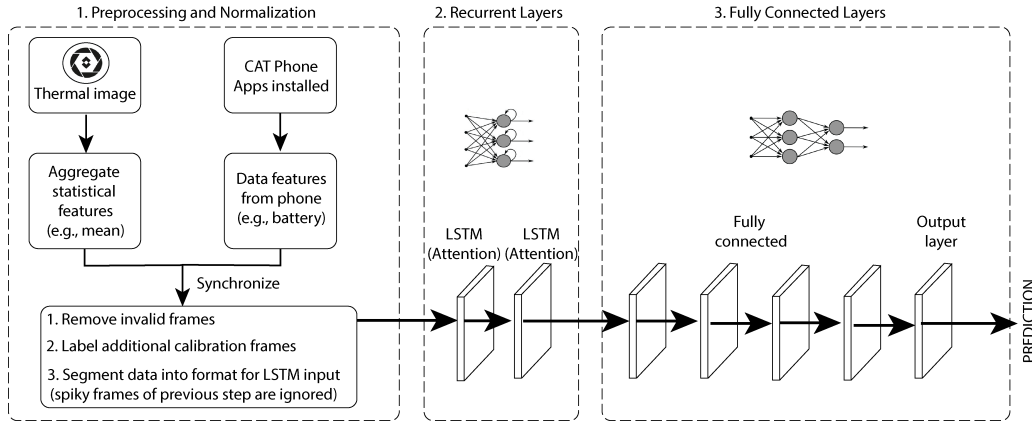 1. Preprocessing and Normalization
2. Recurrent Layers
3. Fully Connected Layers
Thermal image
CAT Phone
Apps installed
Aggregate
statistical
features
(e.g., mean)
Data features
from phone
(e.g., battery)
Synchronize
1. Remove invalid frames
2. Label additional calibration frames
3. Segment data into format for LSTM input
(spiky frames of previous step are ignored)
LSTM
(Attention)
LSTM
(Attention)
Fully
connected
Output
layer
PREDICTION